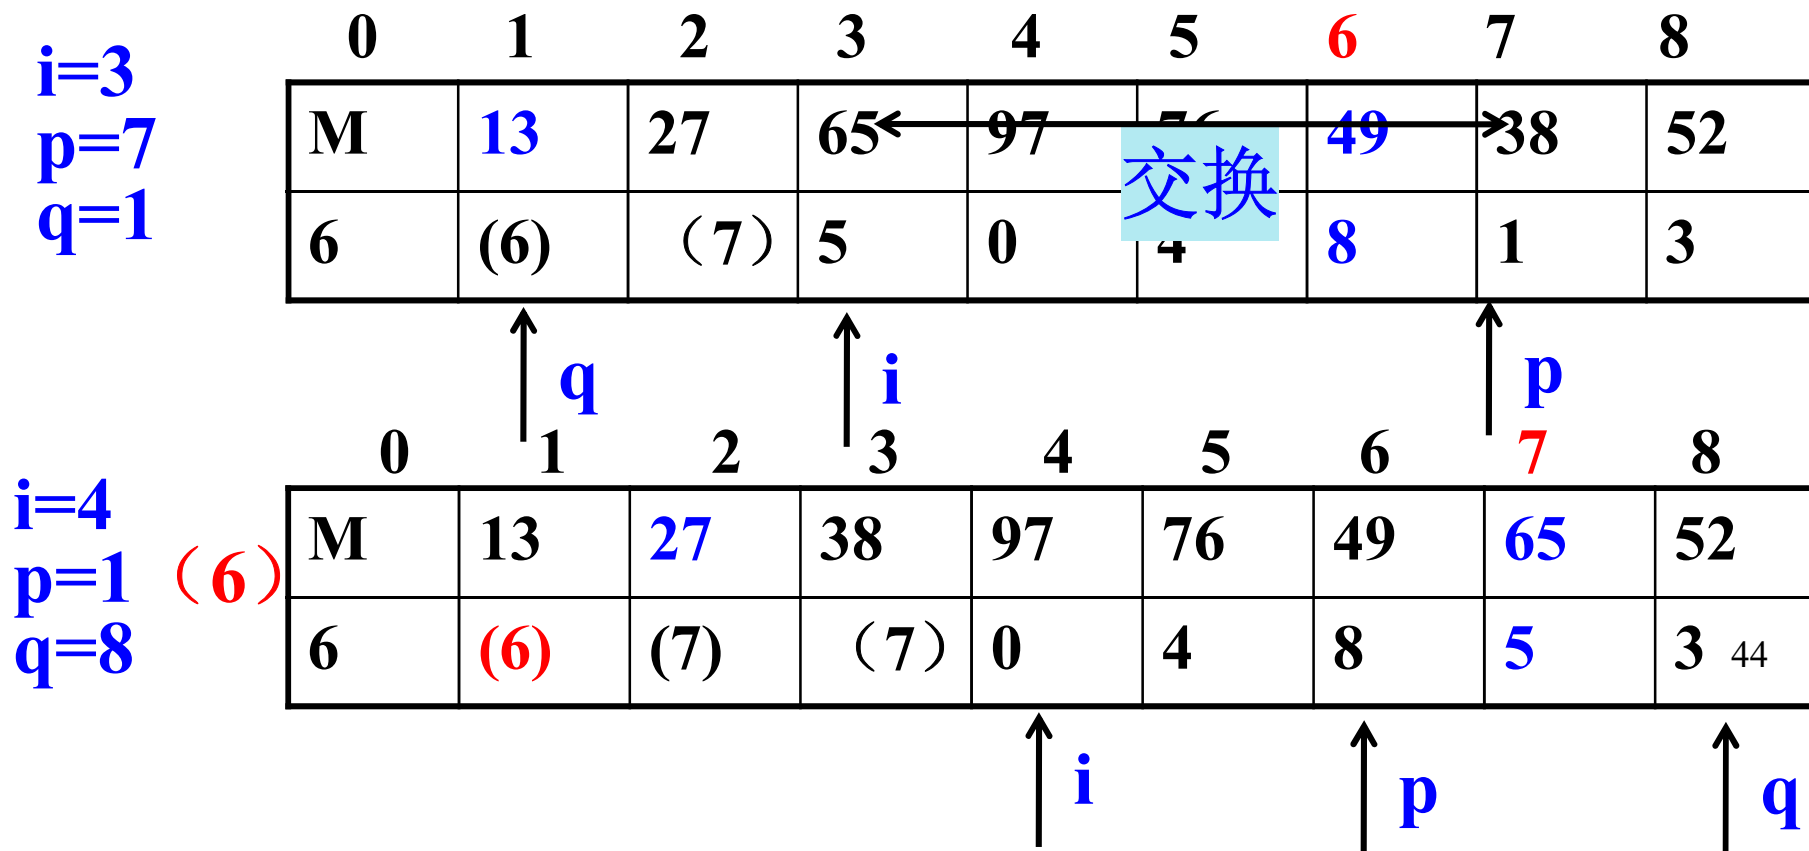 0 1 2 3 4 5 6 7 8
i=3
p=7
q=1
M 13 27 65 97 76 49 38 52
交换
6 (6) （7） 5 0 4 8 1 3
q i p
0 1 2 3 4 5 6 7 8
i=4
p=1（6）
q=8
M 13 27 38 97 76 49 65 52
6 (6) (7) （7） 0 4 8 5 3
44
i p q